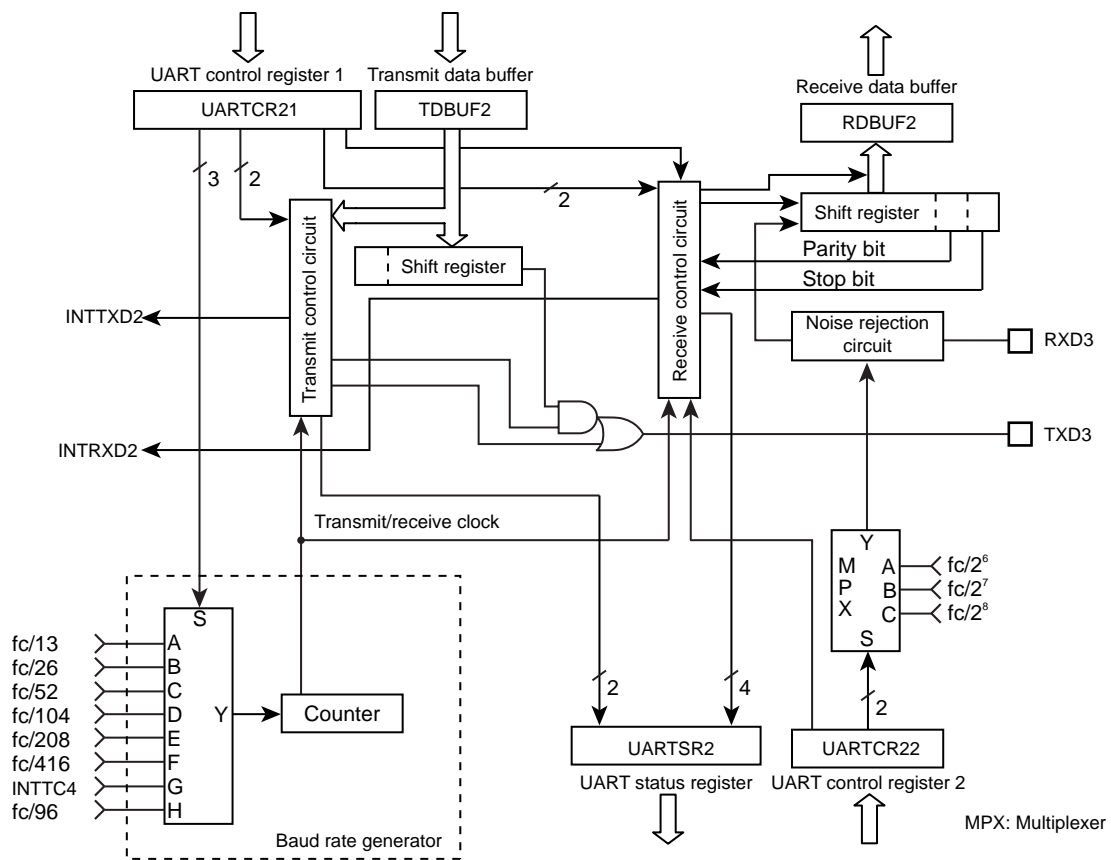 UART control register 1
Transmit data buffer
Receive data buffer
UARTCR21
TDBUF2
RDBUF2
3
2
2
Transmit control circuit
Receive control circuit
Shift register
Shift register
Parity bit
Stop bit
INTTXD2
Noise rejection
circuit
RXD3
INTRXD2
TXD3
Transmit/receive clock
Y
M
P
X
A
B
C
S
fc/2⁶
fc/2⁷
fc/2⁸
S
fc/13
A
fc/26
B
fc/52
C
fc/104
D
fc/208
E
fc/416
F
INTTC4
G
fc/96
H
Y
Counter
2
4
2
UARTSR2
UARTCR22
UART status register
UART control register 2
Baud rate generator
MPX: Multiplexer